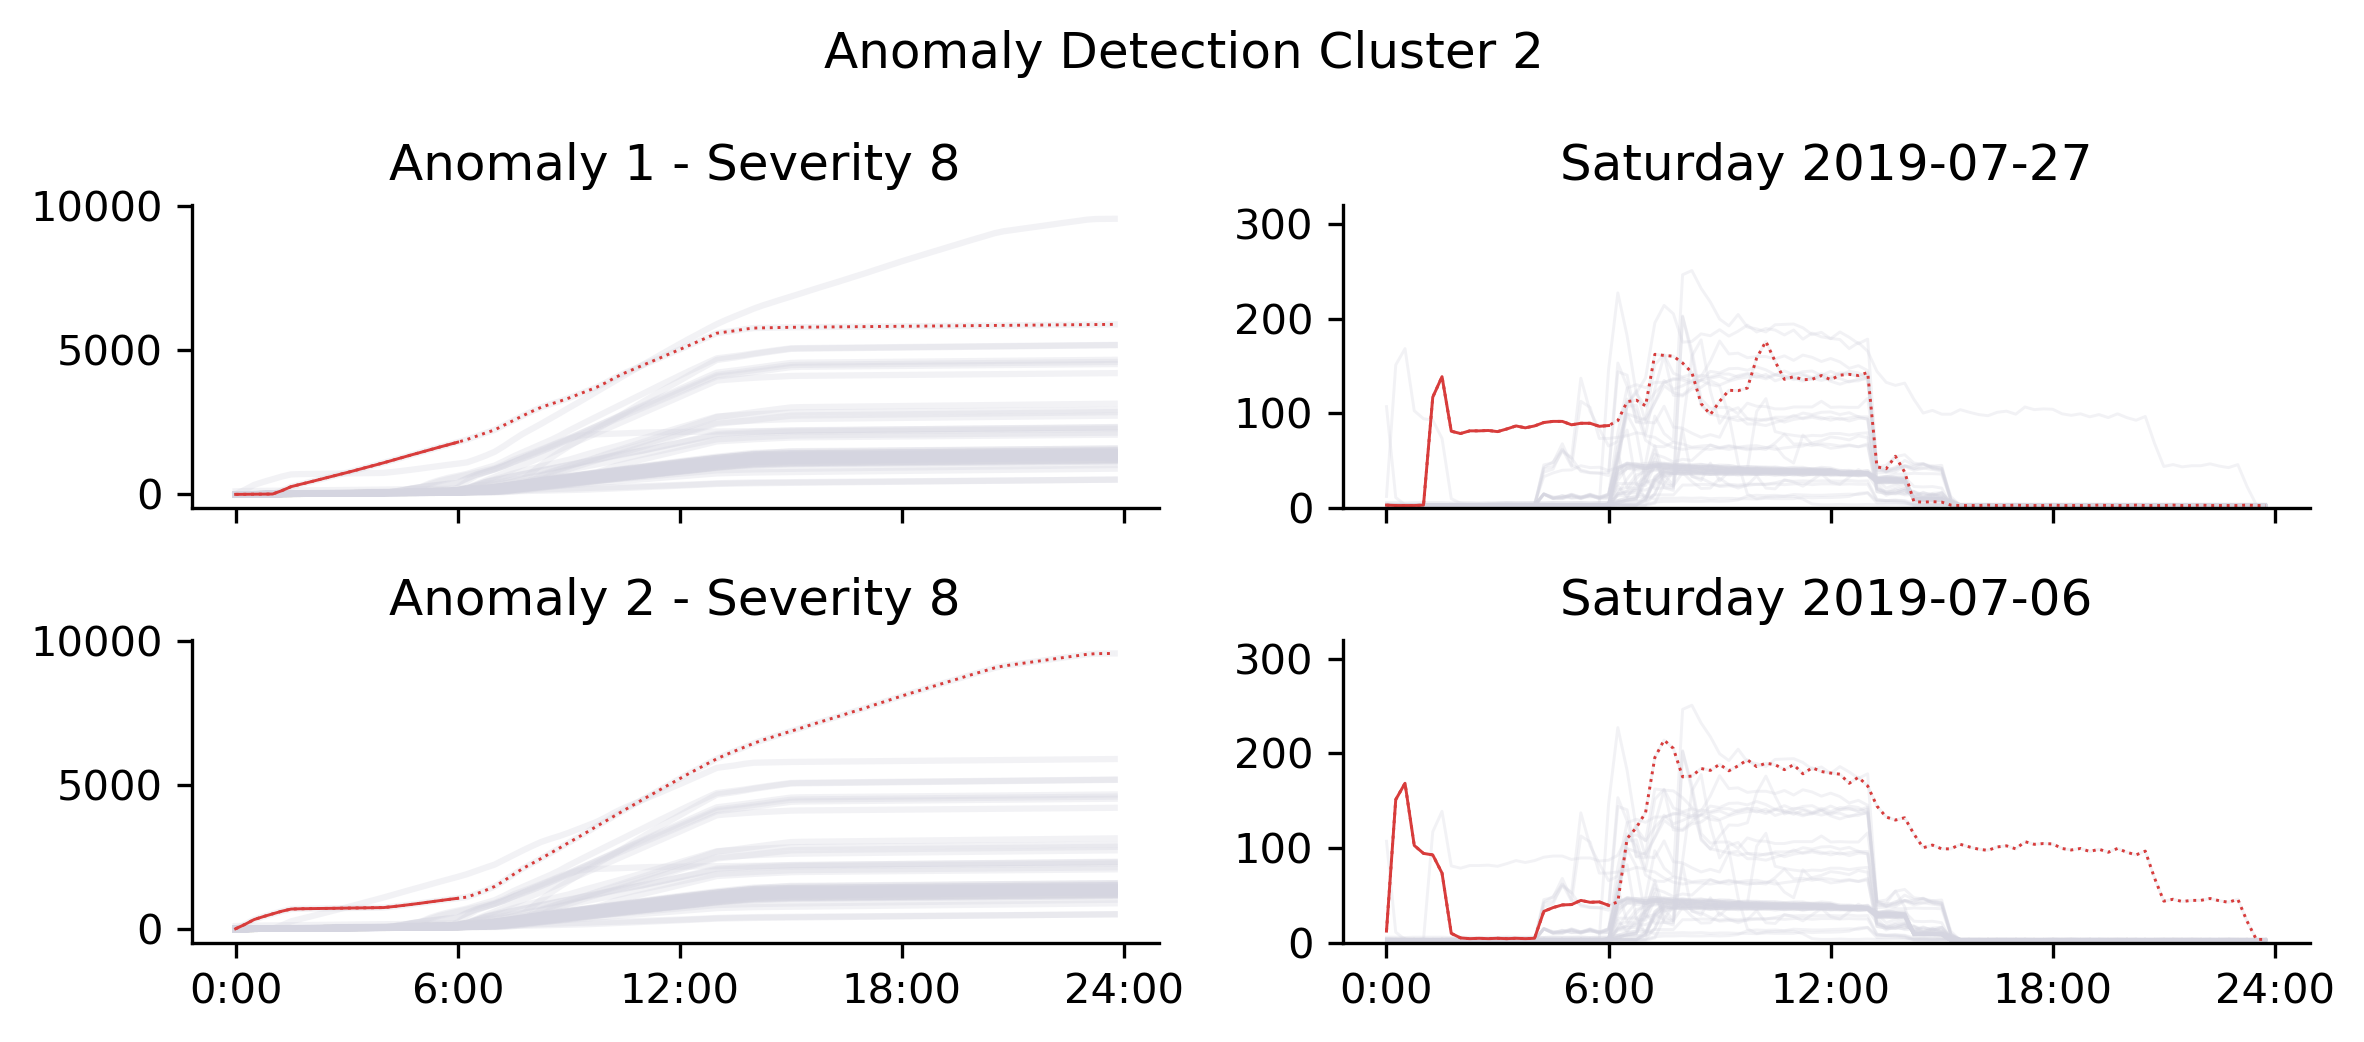 Anomaly Detection Cluster 2
Anomaly 1 - Severity 8
10000
5000
0
Saturday 2019-07-27
300
200
100
0
Anomaly 2 - Severity 8
10000
5000
0
0:00 6:00 12:00 18:00 24:00
Saturday 2019-07-06
300
200
100
0
0:00 6:00 12:00 18:00 24:00